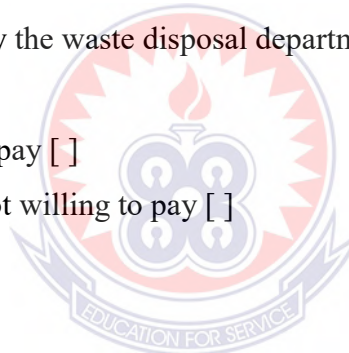 y the waste disposal departm
pay [ ]
t willing to pay [ ]
EDUCATION FOR SERVICE